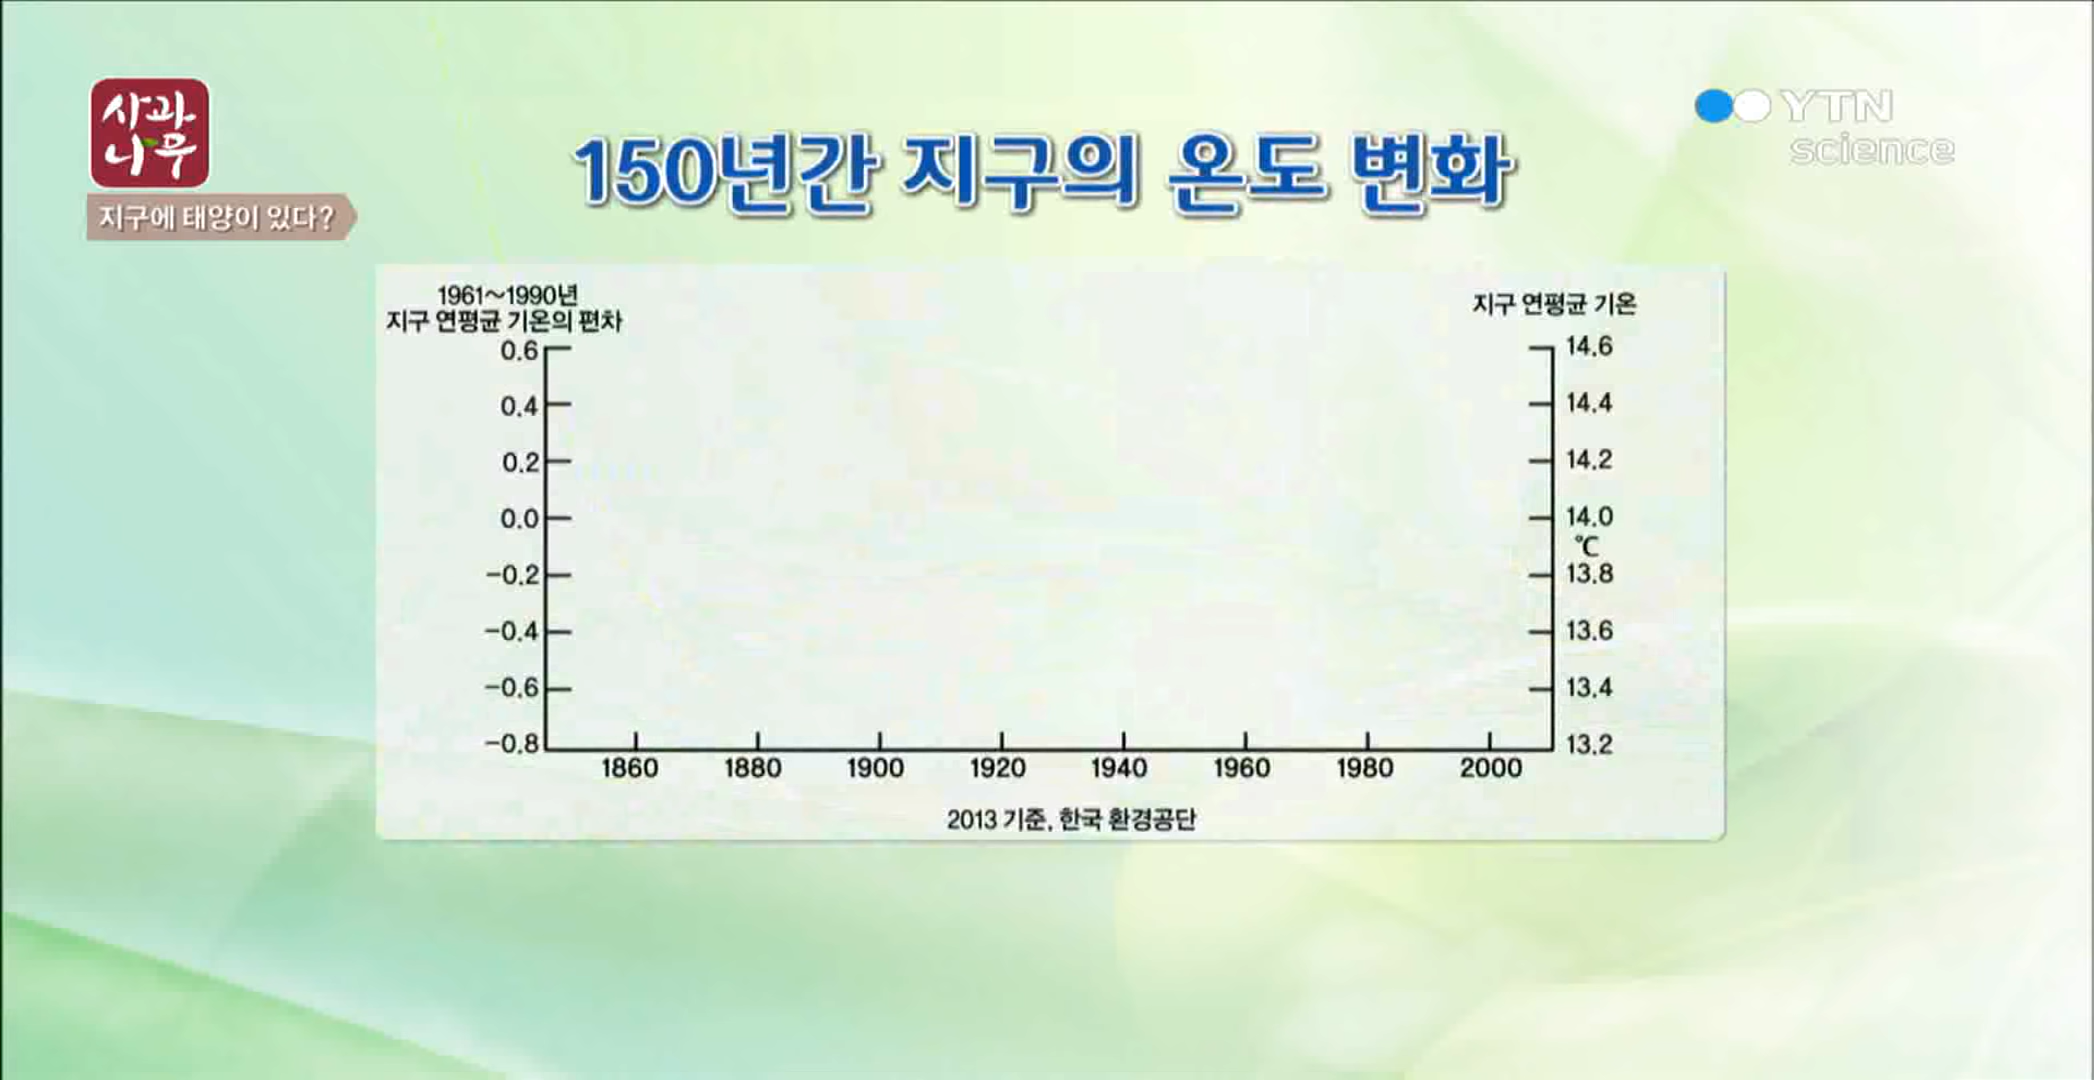 사과
나무
지구에 태양이 있다?
YTN
science
150년간 지구의 온도 변화
1961~1990년
지구 연평균 기온의 편차
지구 연평균 기온
0.6
0.4
0.2
0.0
-0.2
-0.4
-0.6
-0.8
14.6
14.4
14.2
14.0
℃
13.8
13.6
13.4
13.2
1860 1880 1900 1920 1940 1960 1980 2000
2013 기준, 한국 환경공단